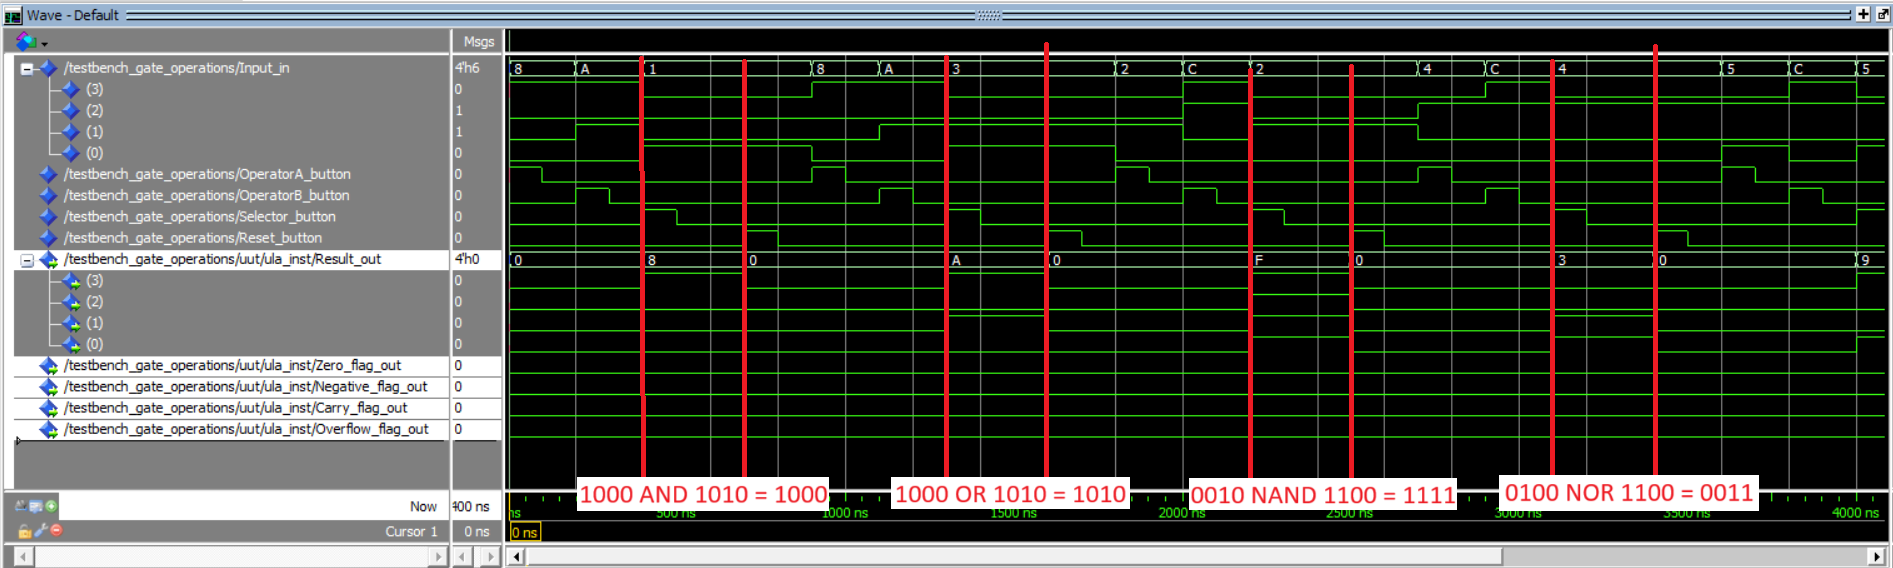 Wave - Default
Msgs
/testbench_gate_operations/Input_in 4'h6 8 A 1 8 A 3 2 C 2 4 C 4 5 C 5
(3) 0
(2) 1
(1) 1
(0) 0
/testbench_gate_operations/OperatorA_button 0
/testbench_gate_operations/OperatorB_button 0
/testbench_gate_operations/Selector_button 0
/testbench_gate_operations/Reset_button 0
/testbench_gate_operations/uut/ula_inst/Result_out 4'h0 0 8 0 A 0 F 0 3 0 9
(3) 0
(2) 0
(1) 0
(0) 0
/testbench_gate_operations/uut/ula_inst/Zero_flag_out 0
/testbench_gate_operations/uut/ula_inst/Negative_flag_out 0
/testbench_gate_operations/uut/ula_inst/Carry_flag_out 0
/testbench_gate_operations/uut/ula_inst/Overflow_flag_out 0
1000 AND 1010 = 1000 1000 OR 1010 = 1010 0010 NAND 1100 = 1111 0100 NOR 1100 = 0011
Now 400 ns ns 500 ns 1000 ns 1500 ns 2000 ns 2500 ns 3000 ns 3500 ns 4000 ns
Cursor 1 0 ns 0 ns